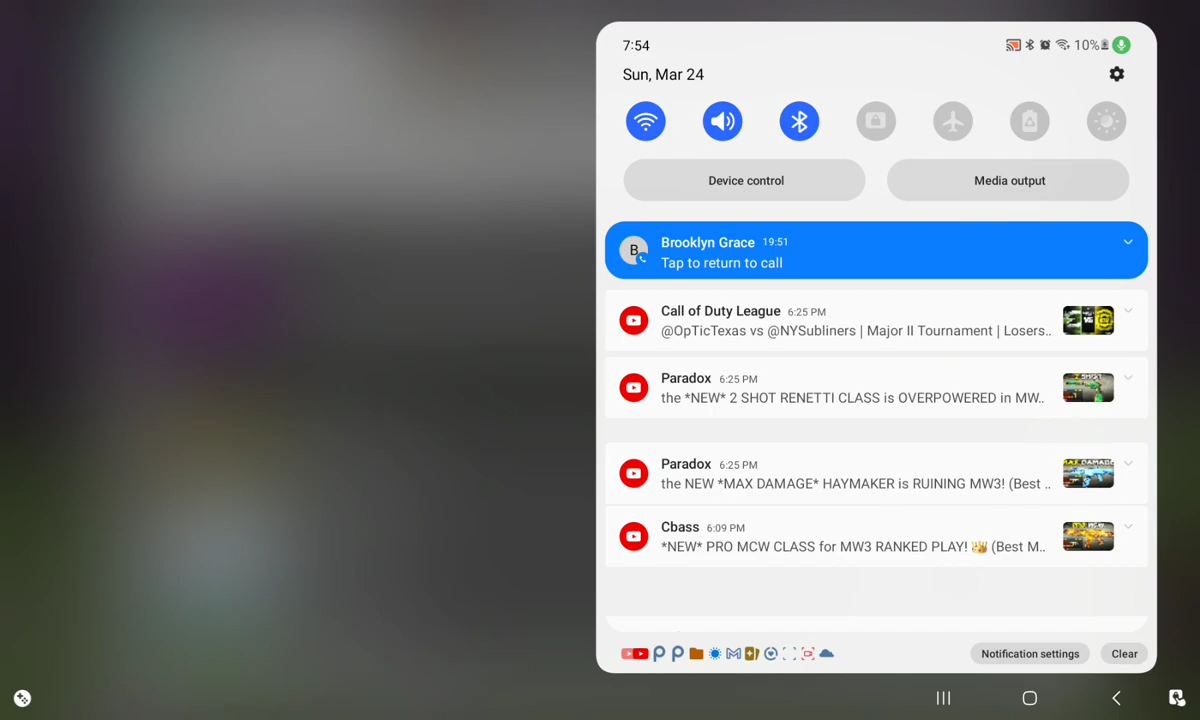 7:54
10%
Sun, Mar 24
Device control
Media output
B
Brooklyn Grace 19:51
Tap to return to call
Call of Duty League 6:25 PM
@OpTicTexas vs @NYSubliners | Major II Tournament | Losers..
Paradox 6:25 PM
the *NEW* 2 SHOT RENETTI CLASS is OVERPOWERED in MW..
Paradox 6:25 PM
the NEW *MAX DAMAGE* HAYMAKER is RUINING MW3! (Best ..
MAX DAMAGE
Cbass 6:09 PM
*NEW* PRO MCW CLASS for MW3 RANKED PLAY! 👑 (Best M..
Notification settings
Clear